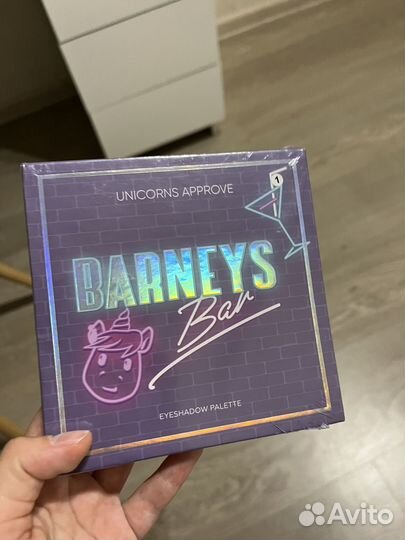 UNICORNS APPROVE
1
BARNEYS
Bar
EYESHADOW PALETTE
Avito